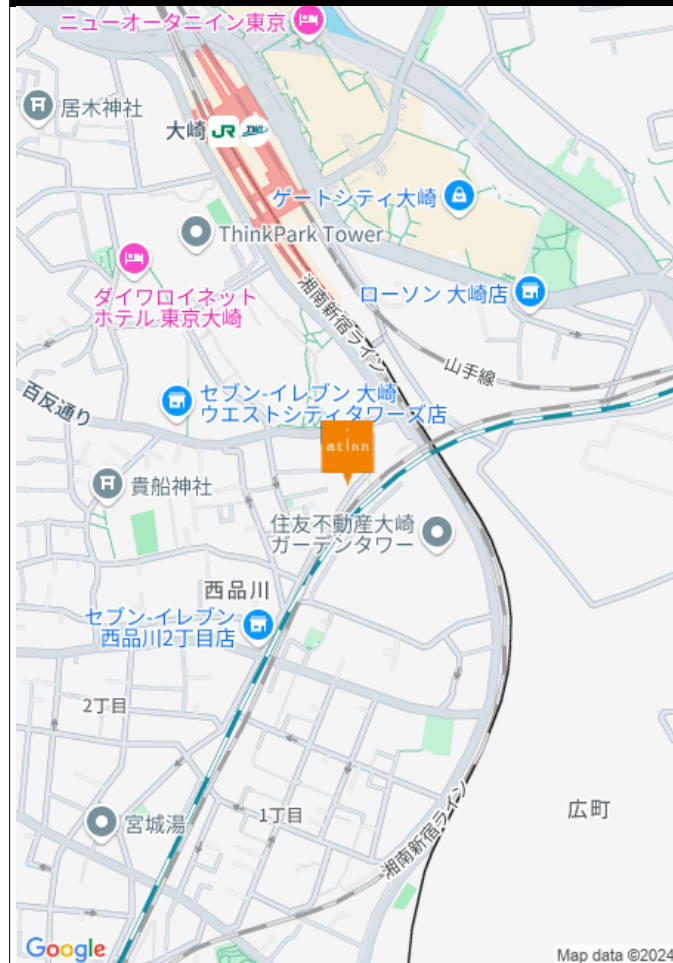 ニューオータニイン東京
居木神社
大崎
JR
TWR
ゲートシティ大崎
ThinkPark Tower
ダイワロイネット
ホテル 東京大崎
湘南新宿ライン
ローソン 大崎店
山手線
セブン-イレブン 大崎
ウエストシティタワーズ店
百反通り
at inn
貴船神社
住友不動産大崎
ガーデンタワー
西品川
セブン-イレブン
西品川2丁目店
2丁目
宮城湯
1丁目
湘南新宿ライン
広町
Google
Map data ©2024